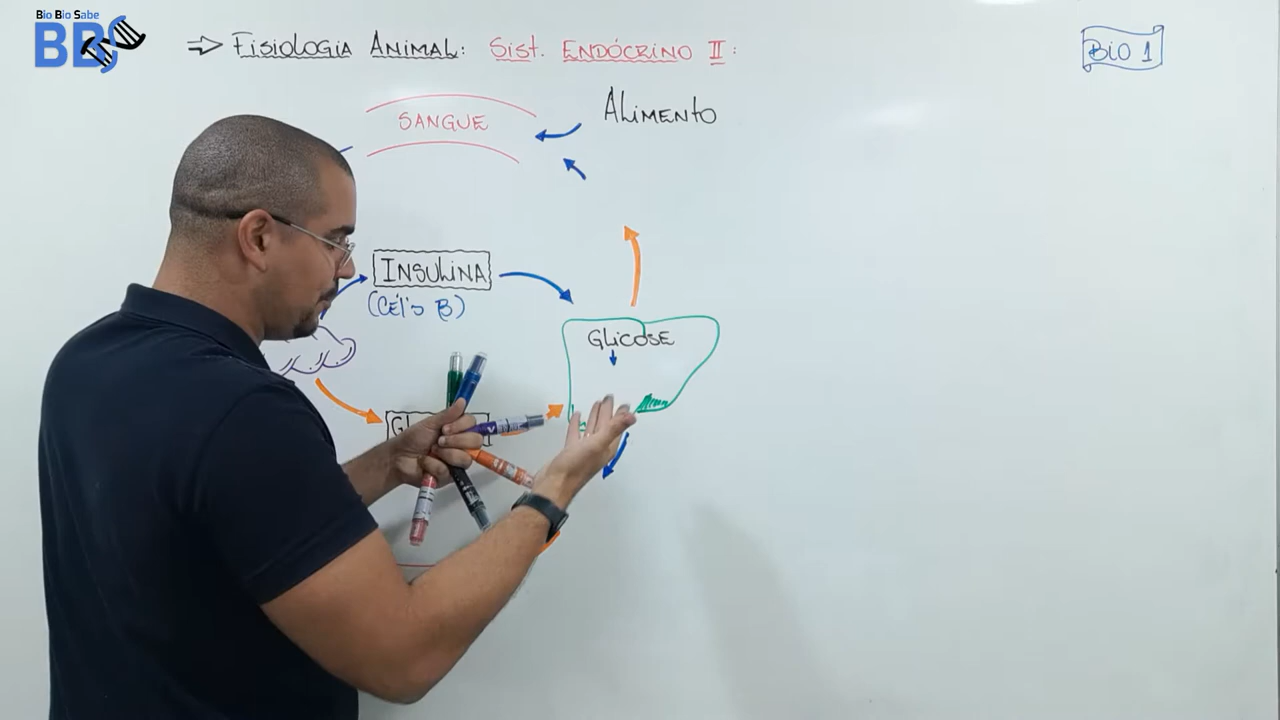 Bio Bio Sabe
BBS
⇒ Fisiologia Animal: Sist. Endócrino II:
Bio 1
Alimento
SANGUE
INSULINA
(Cél's β)
GLICOSE